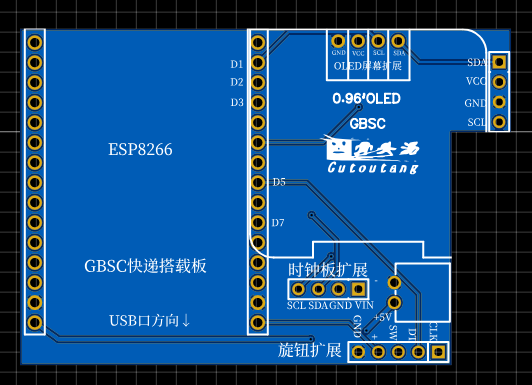 GND VCC SCL SDA
OLED屏幕扩展
SDA
VCC
GND
SCL
D1
D2
D3
0.96'OLED
GBSC
Gutoutang
ESP8266
D5
D7
GBSC快递搭载板
时钟板扩展
SCL SDA GND VIN
USB口方向↓
旋钮扩展
GND
+
+5V
SW
DT
CLK